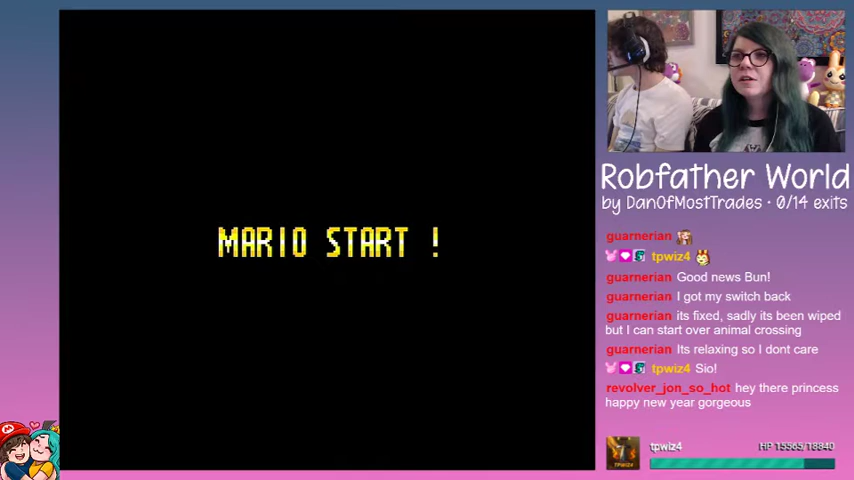 MARIO START !
Robfather World
by DanOfMostTrades • 0/14 exits
guarnerian
tpwiz4
guarnerian Good news Bun!
guarnerian I got my switch back
guarnerian its fixed, sadly its been wiped
but I can start over animal crossing
guarnerian Its relaxing so I dont care
tpwiz4 Sio!
revolver_jon_so_hot hey there princess
happy new year gorgeous
tpwiz4 HP 15565/18840